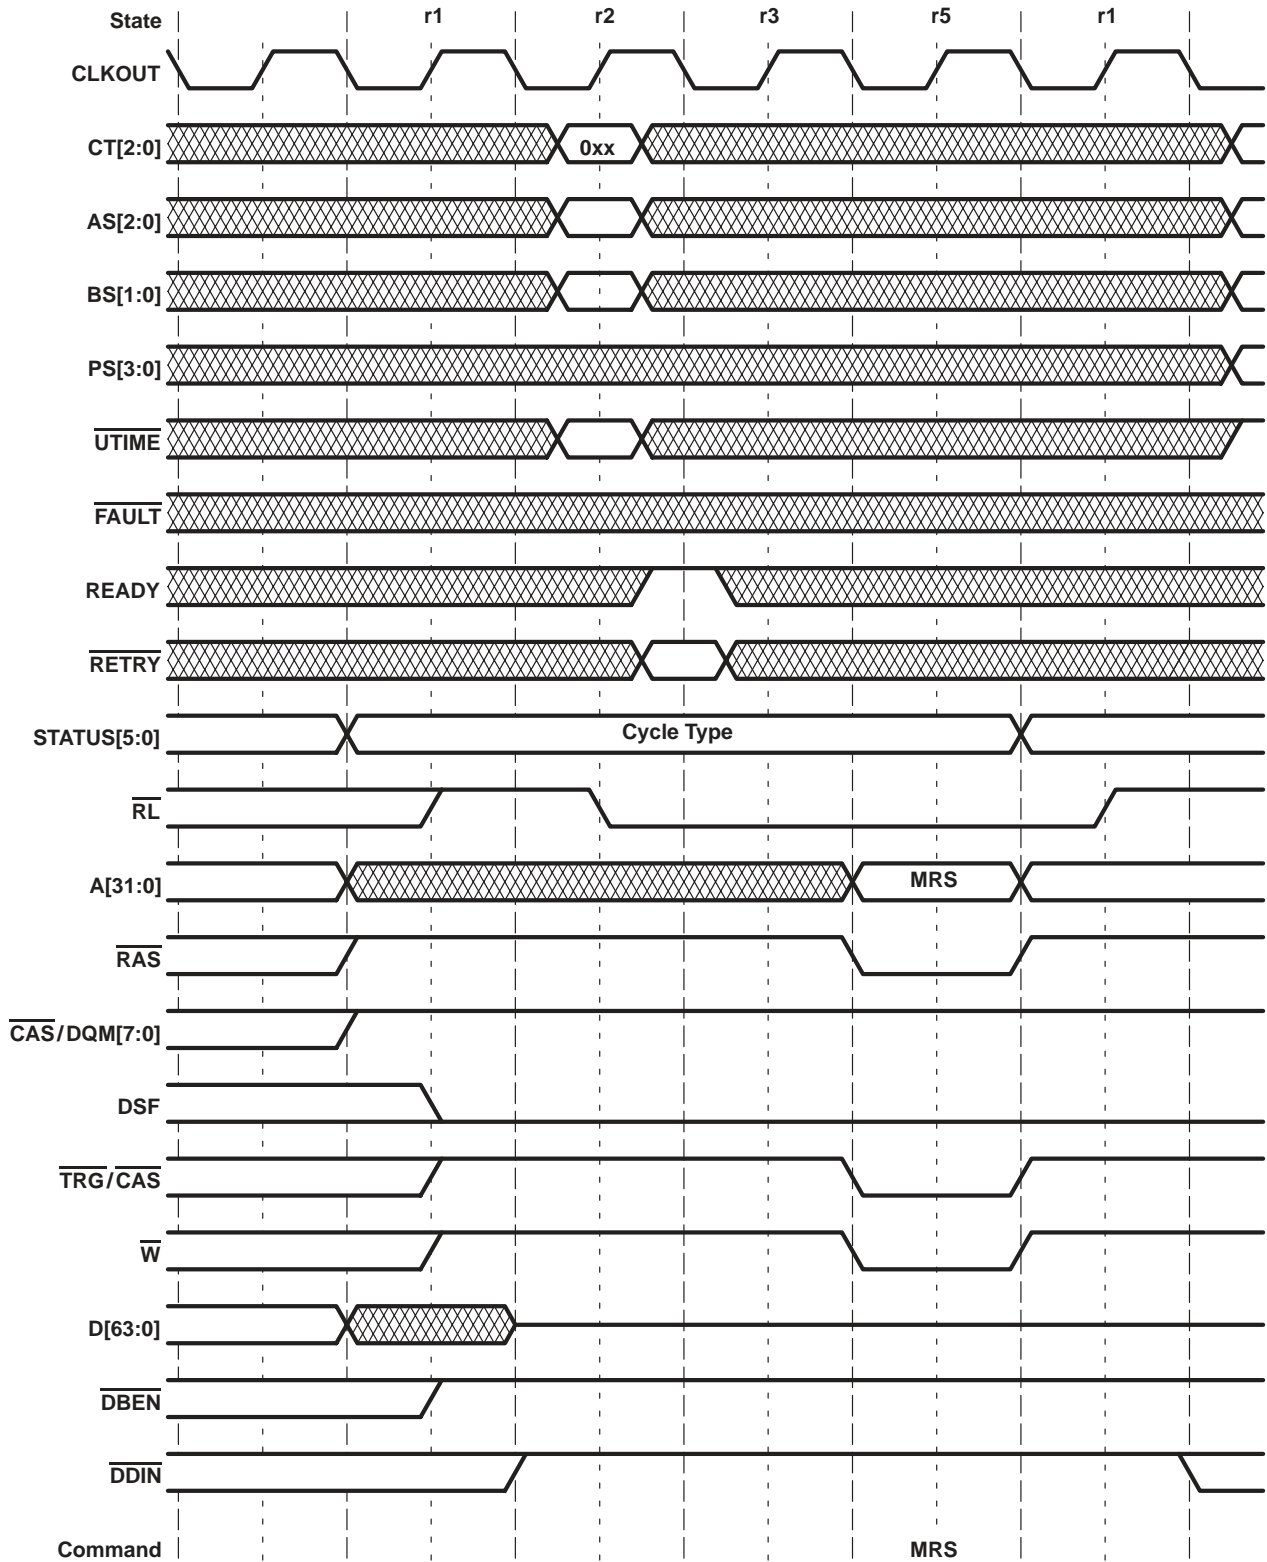 State r1 r2 r3 r5 r1
CLKOUT
CT[2:0] 0xx
AS[2:0]
BS[1:0]
PS[3:0]
UTIME
FAULT
READY
RETRY
STATUS[5:0] Cycle Type
RL
A[31:0] MRS
RAS
CAS/DQM[7:0]
DSF
TRG/CAS
W
D[63:0]
DBEN
DDIN
Command MRS